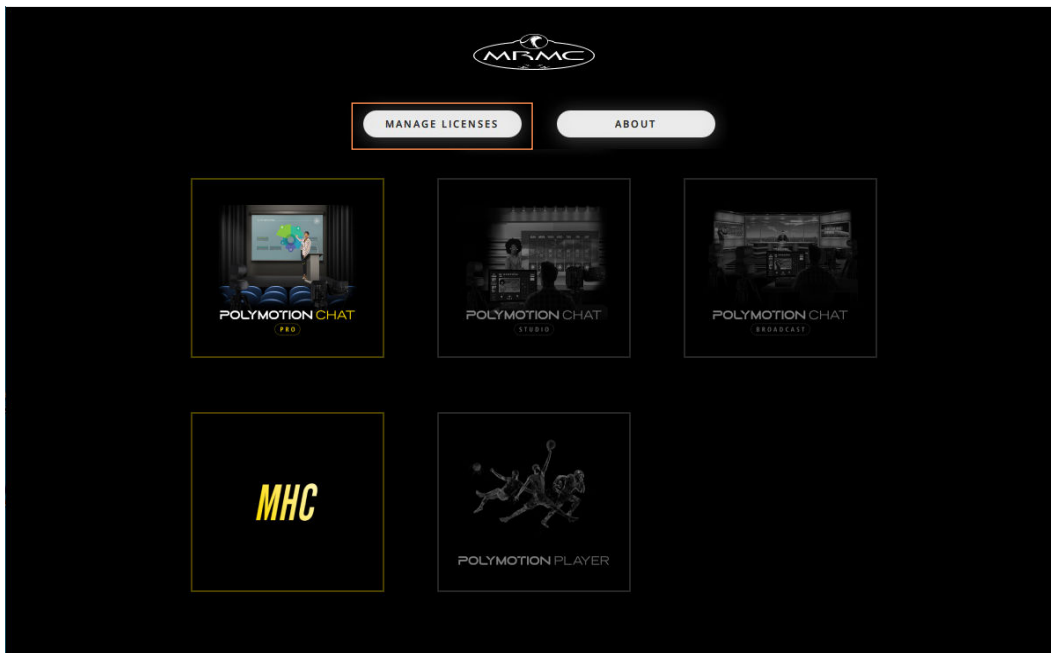 MRMC
MANAGE LICENSES
ABOUT
POLYMOTION CHAT
PRO
POLYMOTION CHAT
STUDIO
POLYMOTION CHAT
BROADCAST
MHC
POLYMOTION PLAYER